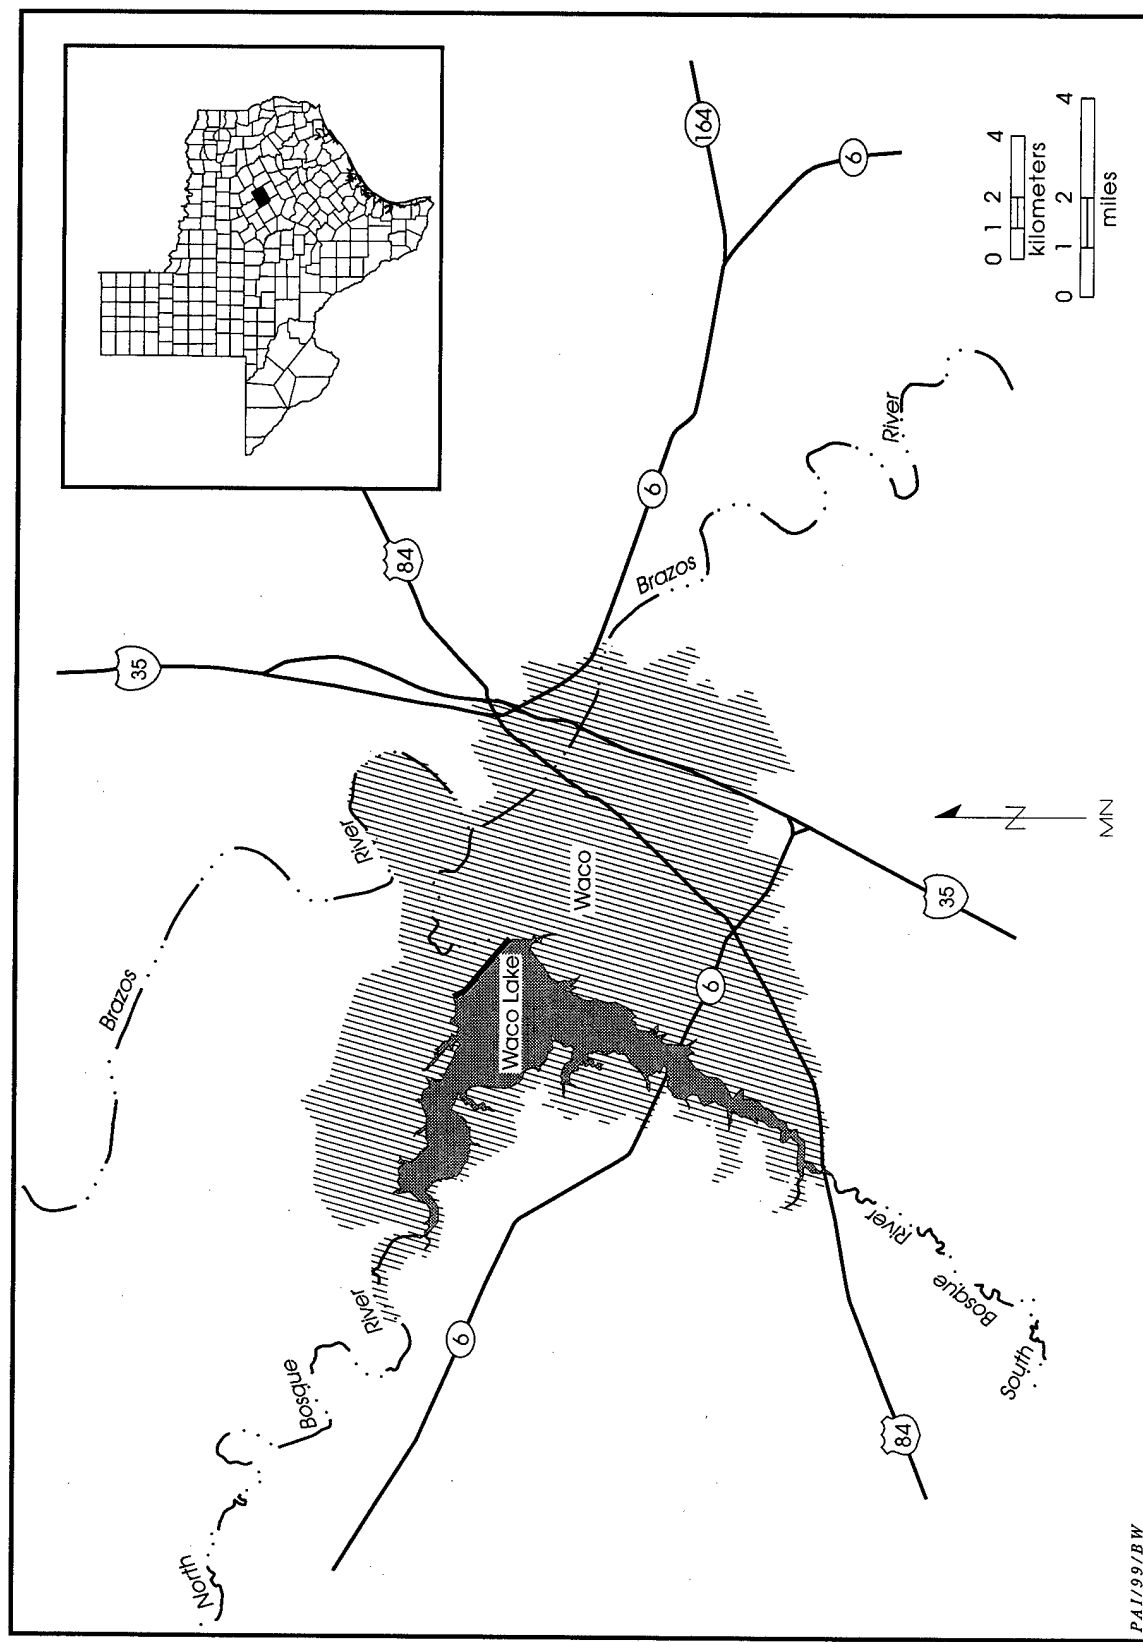 North
Bosque
River
Brazos
River
35
84
6
164
6
Waco Lake
Waco
6
6
Brazos
River
84
South
Bosque
River
35
N
MN
0 1 2 4
kilometers
0 1 2 4
miles
PAI/99/BW